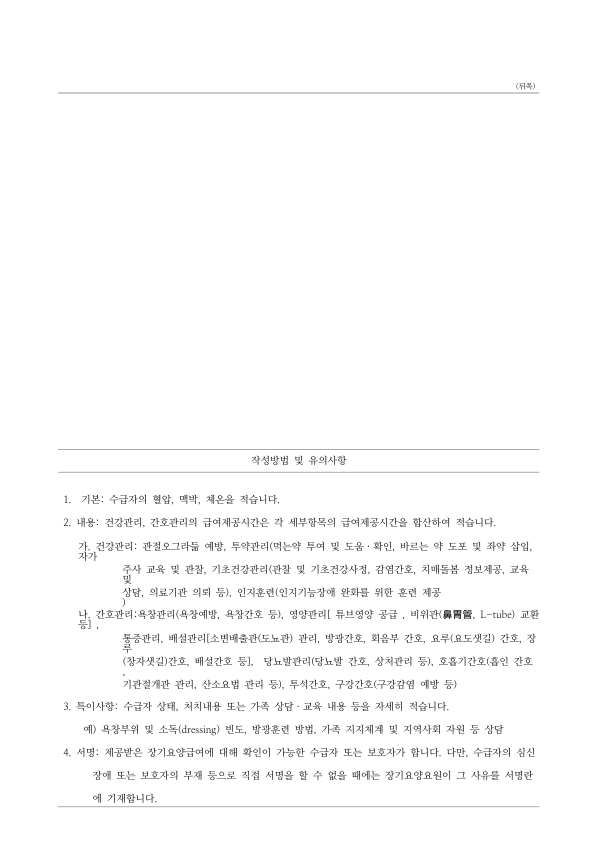 (뒤쪽)
작성방법 및 유의사항
1. 기본: 수급자의 혈압, 맥박, 체온을 적습니다.
2. 내용: 건강관리, 간호관리의 급여제공시간은 각 세부항목의 급여제공시간을 합산하여 적습니다.
가. 건강관리: 관절오그라듦 예방, 투약관리(먹는약 투여 및 도움ㆍ확인, 바르는 약 도포 및 좌약 삽입,
자가
주사 교육 및 관찰, 기초건강관리(관찰 및 기초건강사정, 감염간호, 치매돌봄 정보제공, 교육
및
상담, 의료기관 의뢰 등), 인지훈련(인지기능장애 완화를 위한 훈련 제공
)
나. 간호관리:욕창관리(욕창예방, 욕창간호 등), 영양관리[ 튜브영양 공급 , 비위관(鼻胃管, L-tube) 교환
등] ,
통증관리, 배설관리[소변배출관(도뇨관) 관리, 방광간호, 회음부 간호, 요루(요도샛길) 간호, 장
루
(창자샛길)간호, 배설간호 등], 당뇨발관리(당뇨발 간호, 상처관리 등), 호흡기간호(흡인 간호
,
기관절개관 관리, 산소요법 관리 등), 투석간호, 구강간호(구강감염 예방 등)
3. 특이사항: 수급자 상태, 처치내용 또는 가족 상담ㆍ교육 내용 등을 자세히 적습니다.
예) 욕창부위 및 소독(dressing) 빈도, 방광훈련 방법, 가족 지지체계 및 지역사회 자원 등 상담
4. 서명: 제공받은 장기요양급여에 대해 확인이 가능한 수급자 또는 보호자가 합니다. 다만, 수급자의 심신
장애 또는 보호자의 부재 등으로 직접 서명을 할 수 없을 때에는 장기요양요원이 그 사유를 서명란
에 기재합니다.